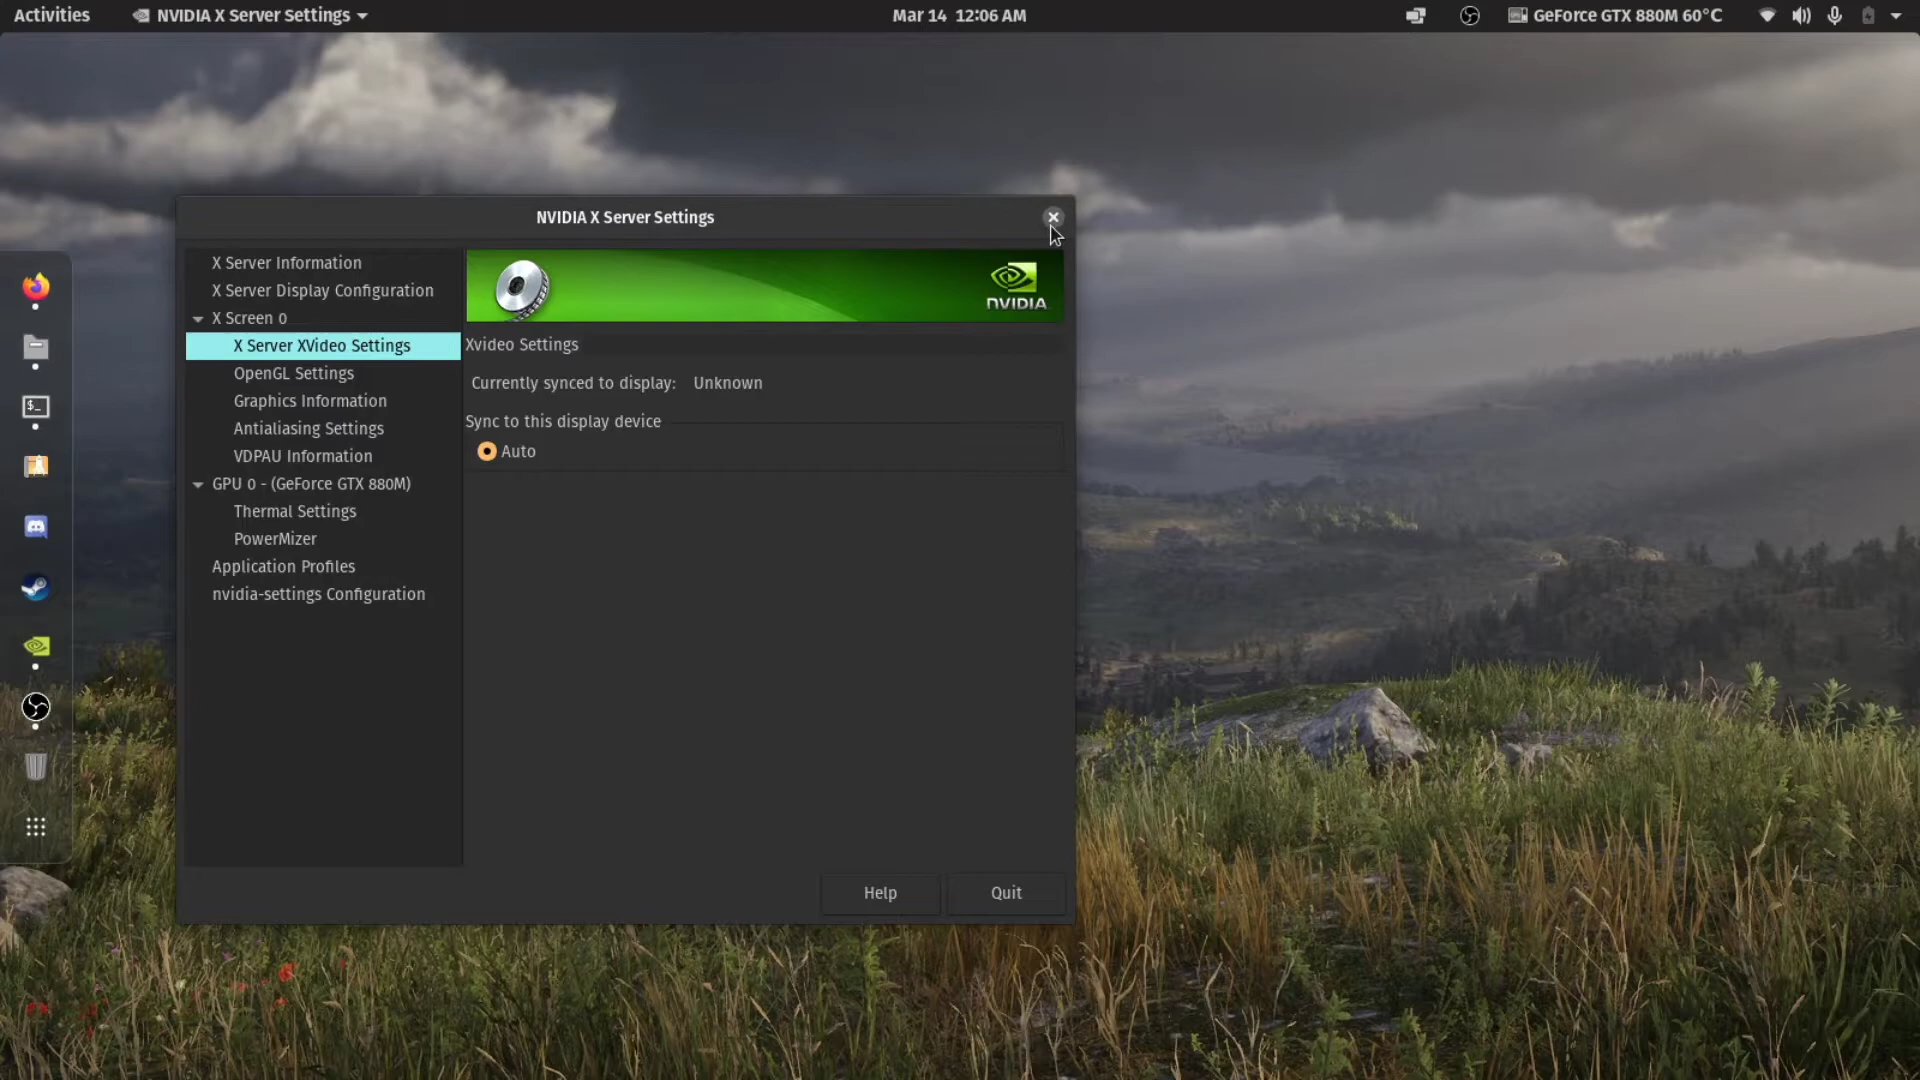 Activities
NVIDIA X Server Settings
Mar 14 12:06 AM
GeForce GTX 880M 60°C
NVIDIA X Server Settings
X Server Information
X Server Display Configuration
X Screen 0
X Server XVideo Settings
OpenGL Settings
Graphics Information
Antialiasing Settings
VDPAU Information
GPU 0 - (GeForce GTX 880M)
Thermal Settings
PowerMizer
Application Profiles
nvidia-settings Configuration
NVIDIA
Xvideo Settings
Currently synced to display: Unknown
Sync to this display device
Auto
Help
Quit
$_